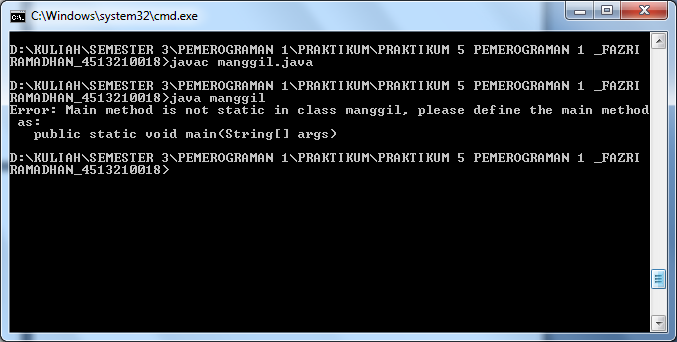 C:\Windows\system32\cmd.exe
D:\KULIAH\SEMESTER 3\PEMEROGRAMAN 1\PRAKTIKUM\PRAKTIKUM 5 PEMEROGRAMAN 1 _FAZRI
RAMADHAN_4513210018>javac manggil.java
D:\KULIAH\SEMESTER 3\PEMEROGRAMAN 1\PRAKTIKUM\PRAKTIKUM 5 PEMEROGRAMAN 1 _FAZRI
RAMADHAN_4513210018>java manggil
Error: Main method is not static in class manggil, please define the main method
as:
public static void main(String[] args)
D:\KULIAH\SEMESTER 3\PEMEROGRAMAN 1\PRAKTIKUM\PRAKTIKUM 5 PEMEROGRAMAN 1 _FAZRI
RAMADHAN_4513210018>